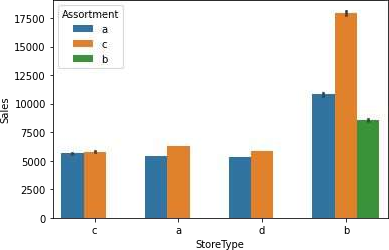 Assortment
a
c
b
17500
15000
12500
10000
7500
5000
2500
0
Sales
c a d b
StoreType